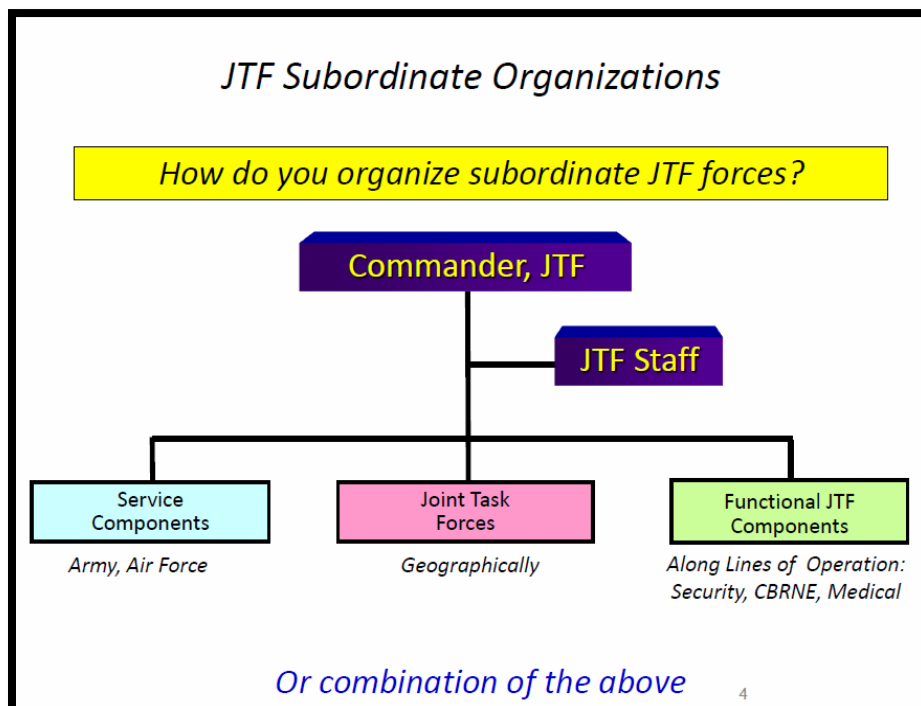 JTF Subordinate Organizations
How do you organize subordinate JTF forces?
Commander, JTF
JTF Staff
Service
Components
Army, Air Force
Joint Task
Forces
Geographically
Functional JTF
Components
Along Lines of Operation:
Security, CBRNE, Medical
Or combination of the above
4